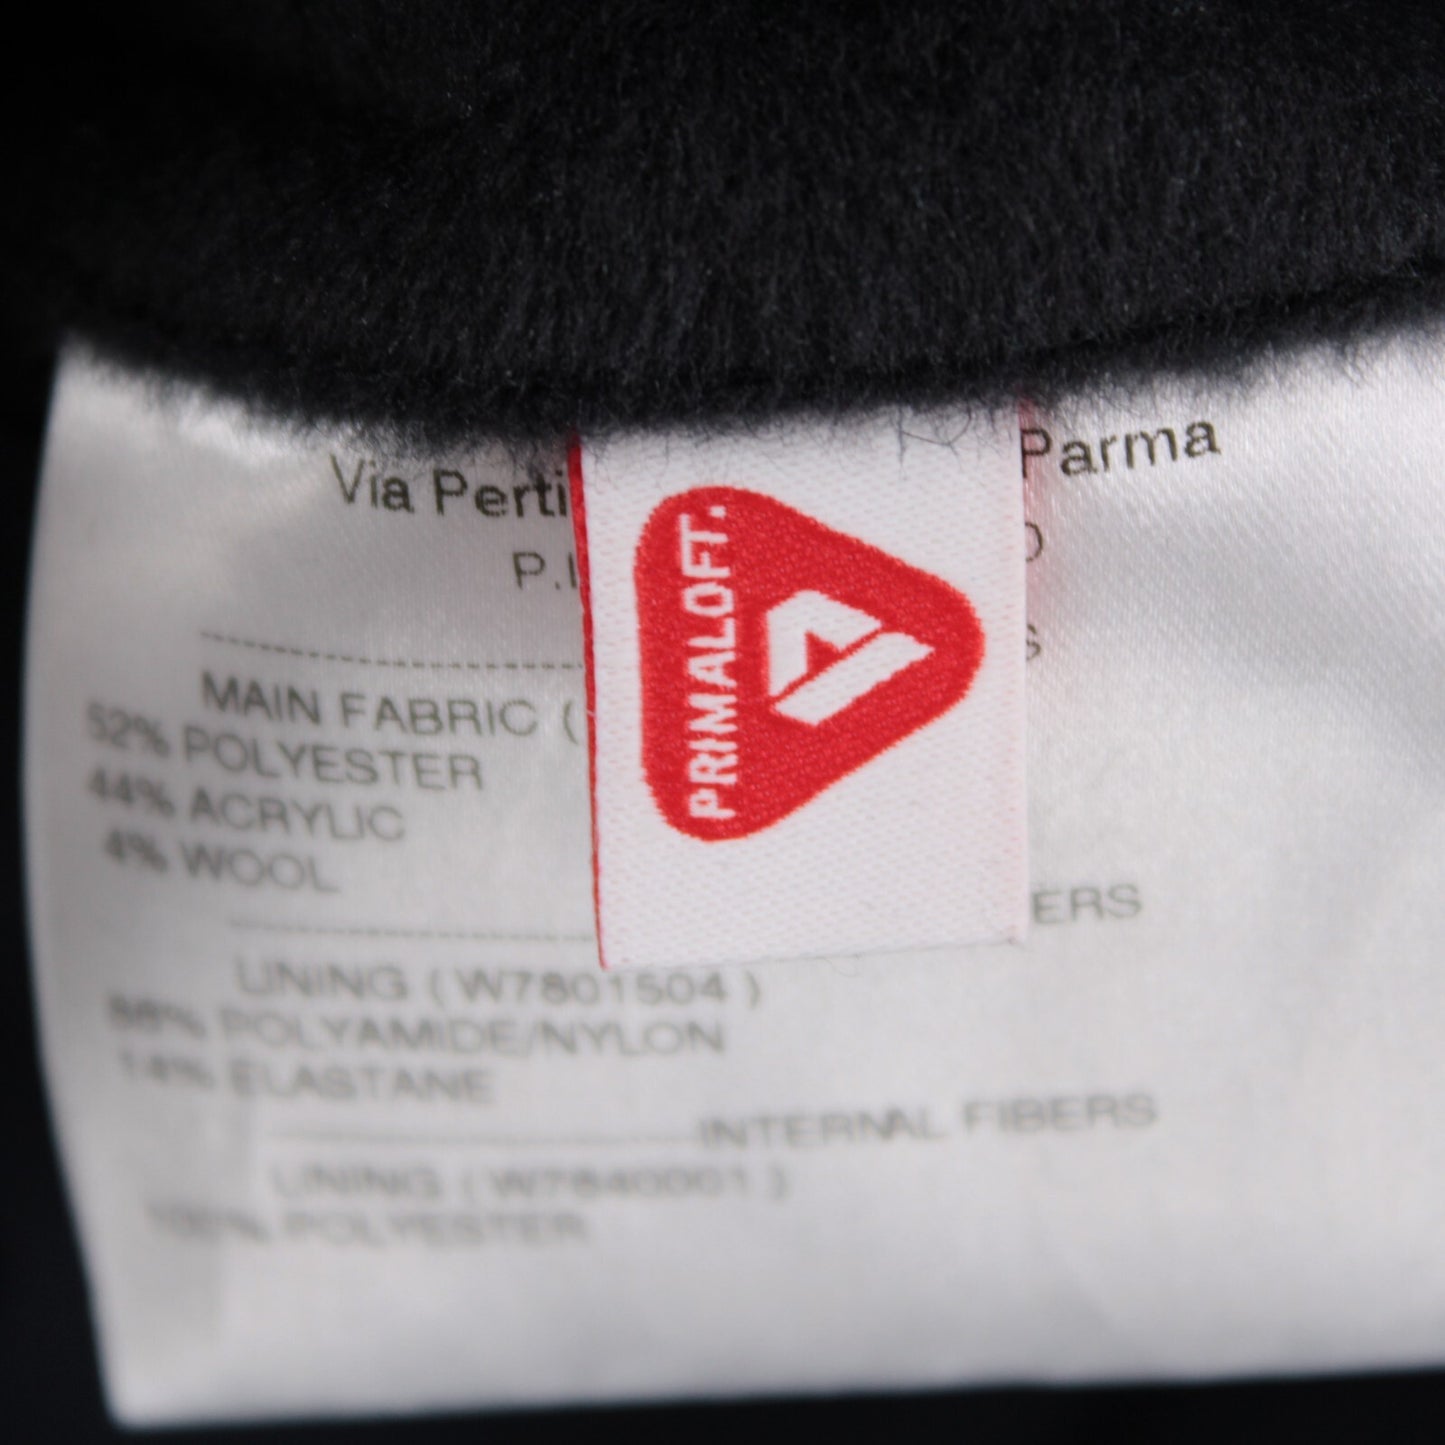 Via Perti
Parma
P.I
PRIMALOFT.
MAIN FABRIC (
52% POLYESTER
44% ACRYLIC
4% WOOL
ERS
LINING ( W7801504 )
POLYAMIDE/NYLON
14% ELASTANE
INTERNAL FIBERS
LINING ( W7840001 )
100% POLYESTER